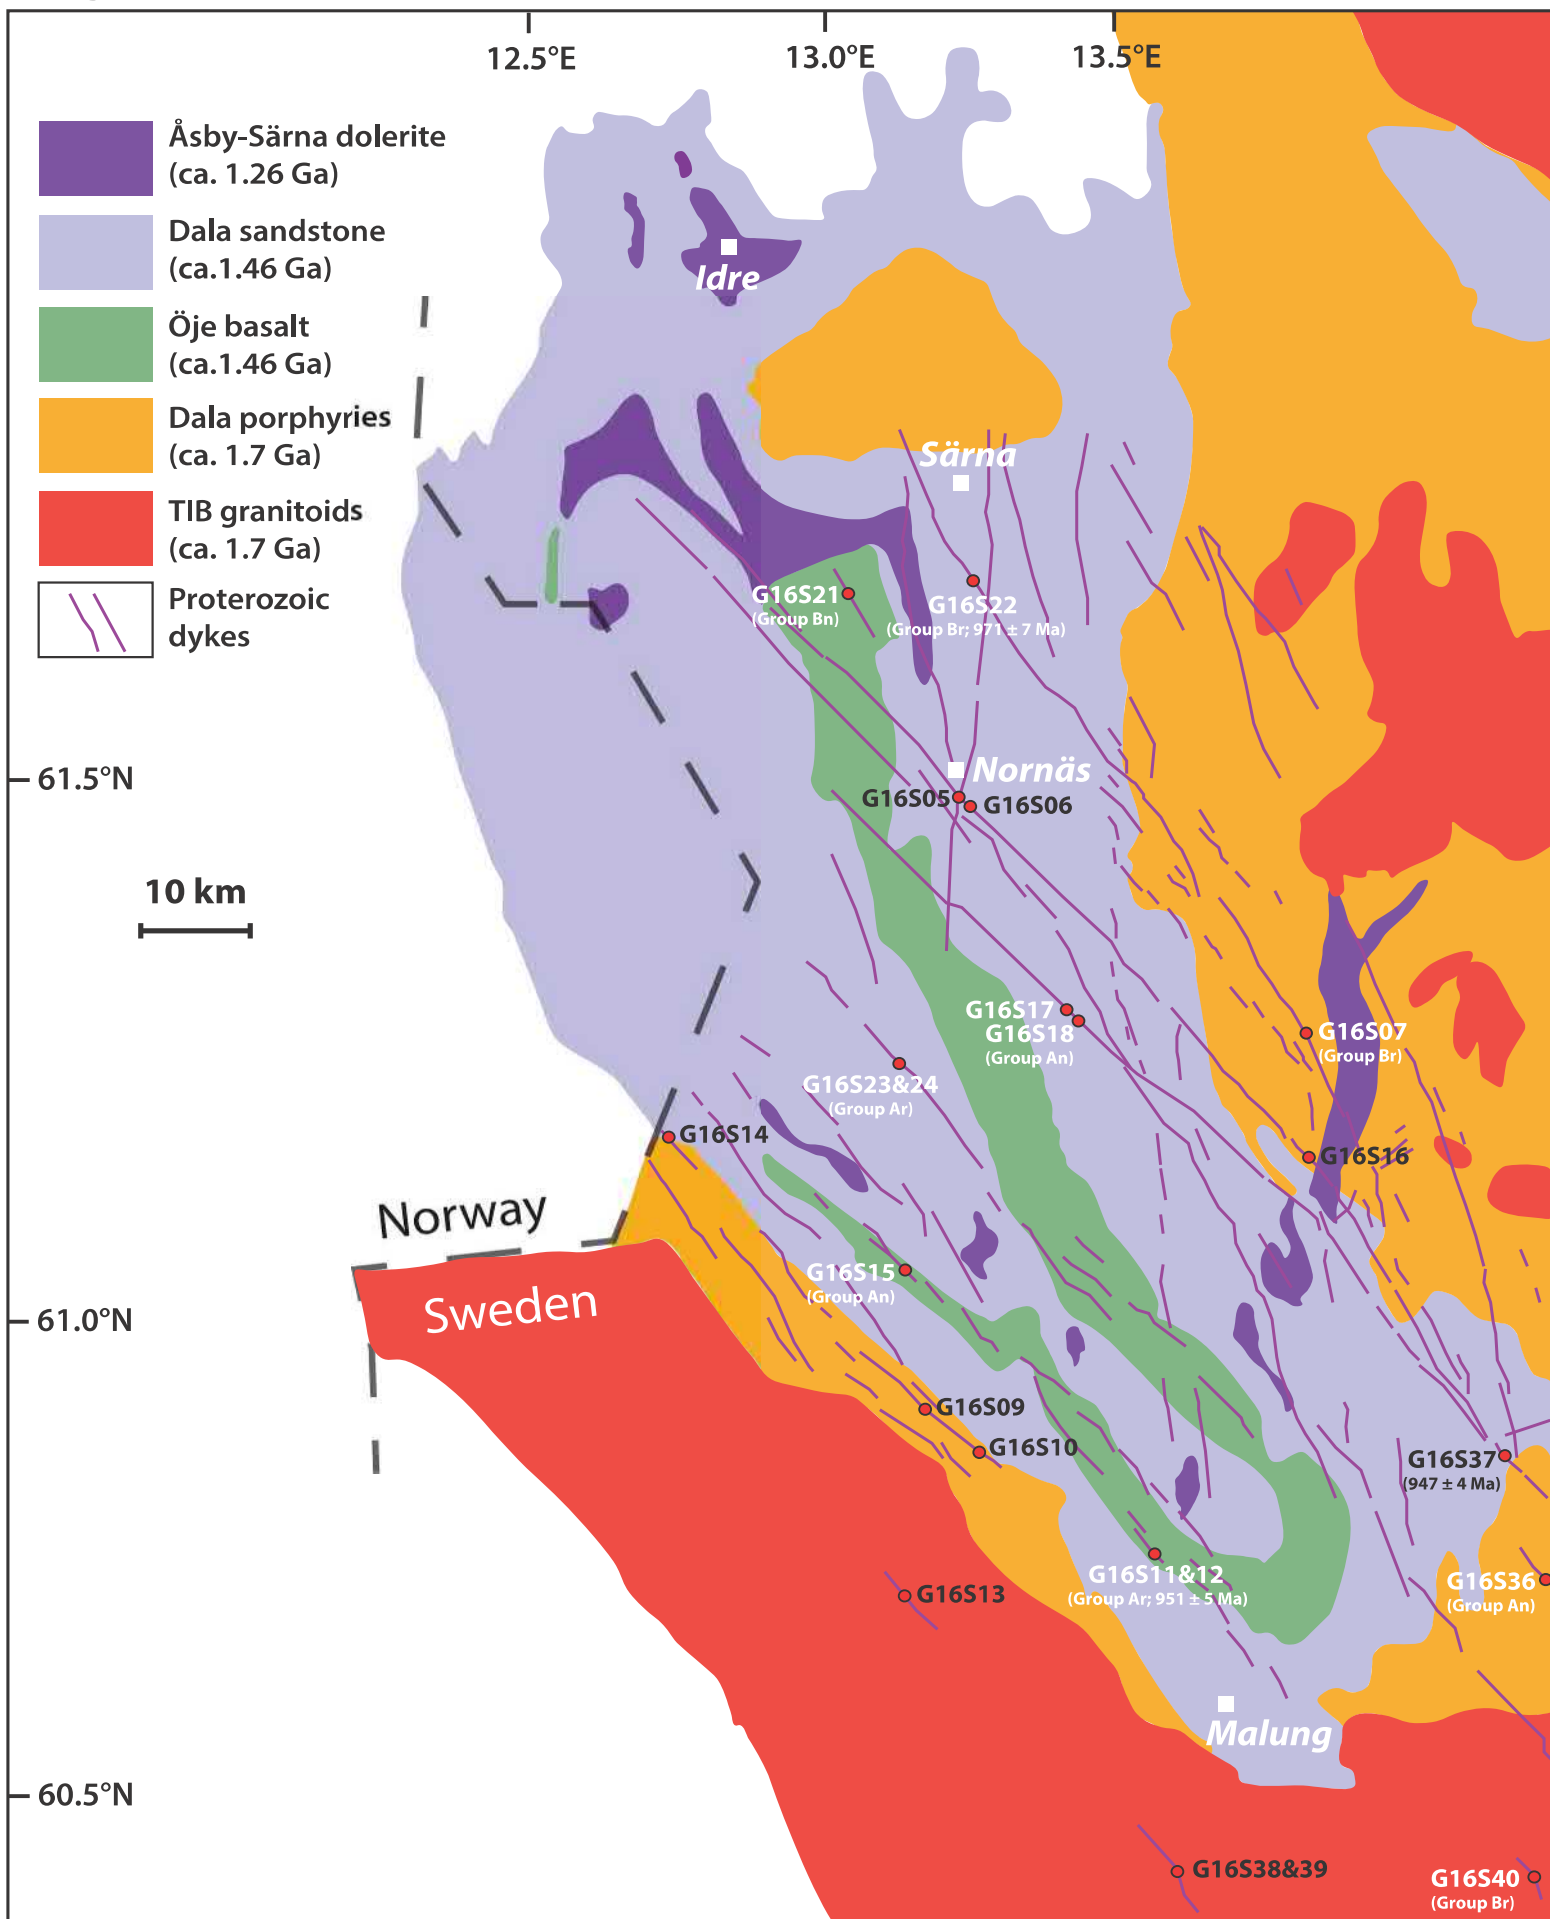 12.5°E
13.0°E
13.5°E
Åsby-Särna dolerite
(ca. 1.26 Ga)
Dala sandstone
(ca.1.46 Ga)
Öje basalt
(ca.1.46 Ga)
Dala porphyries
(ca. 1.7 Ga)
TIB granitoids
(ca. 1.7 Ga)
Proterozoic
dykes
Idre
Särna
G16S21
(Group Bn)
G16S22
(Group Br; 971 ± 7 Ma)
61.5°N
Nornäs
G16S05
G16S06
10 km
G16S17
G16S18
(Group An)
G16S07
(Group Br)
G16S23&24
(Group Ar)
G16S14
G16S16
Norway
Sweden
G16S15
(Group An)
61.0°N
G16S09
G16S10
G16S37
(947 ± 4 Ma)
G16S11&12
(Group Ar; 951 ± 5 Ma)
G16S36
(Group An)
G16S13
Malung
60.5°N
G16S38&39
G16S40
(Group Br)